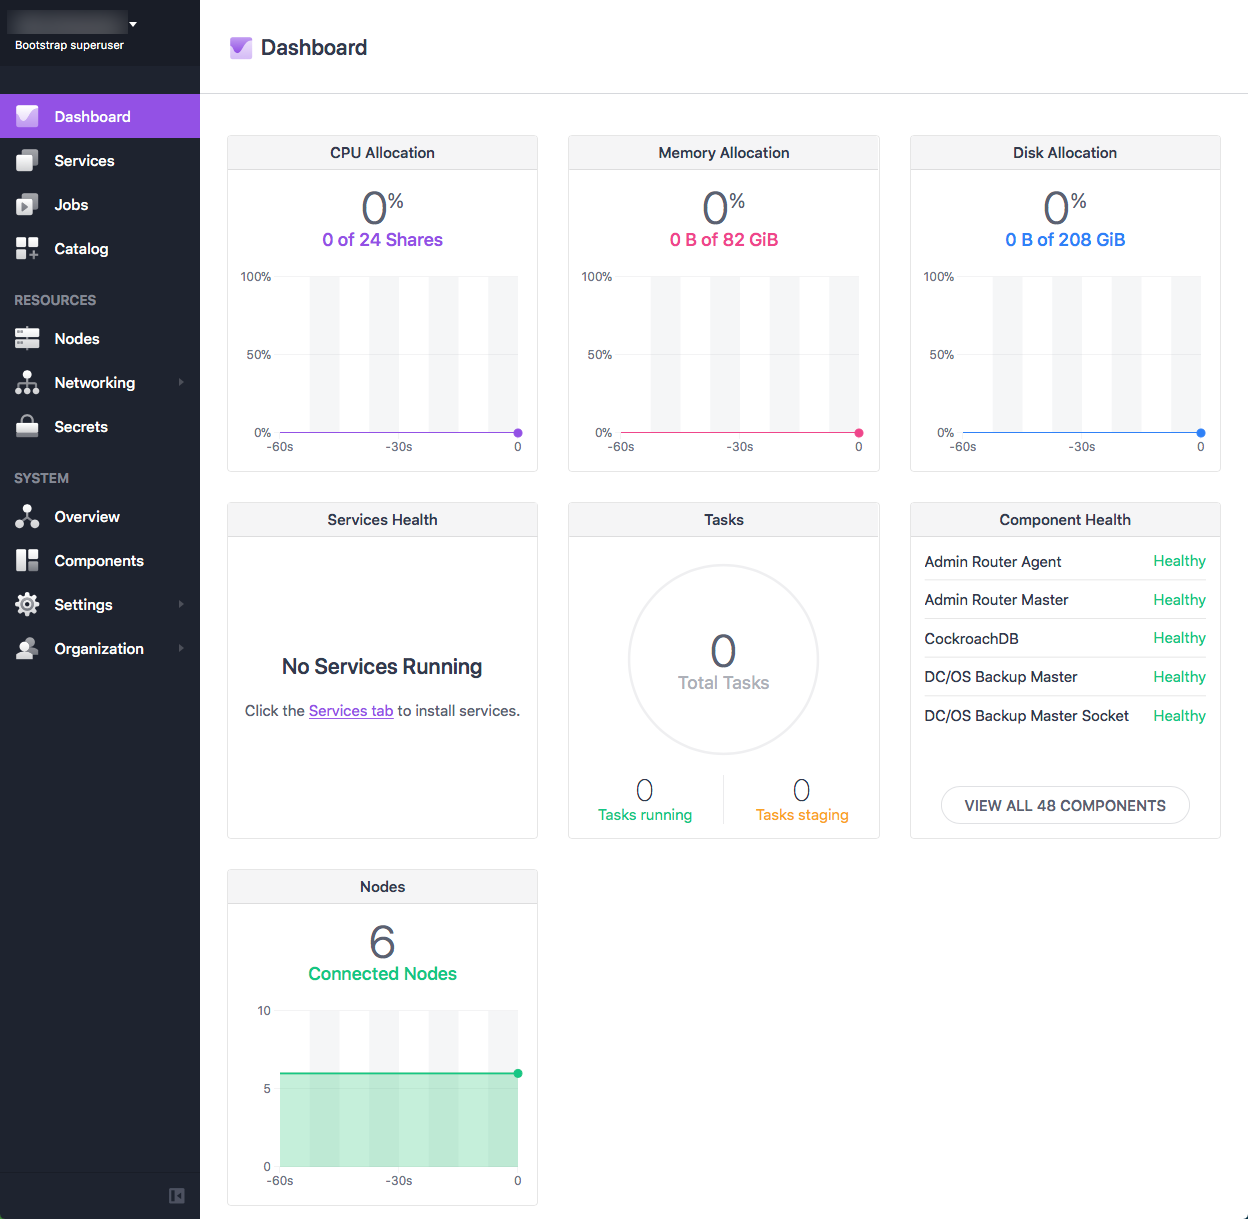 Bootstrap superuser
Dashboard
Services
Jobs
Catalog
RESOURCES
Nodes
Networking
Secrets
SYSTEM
Overview
Components
Settings
Organization
Dashboard
CPU Allocation
0%
0 of 24 Shares
100%
50%
0%
-60s -30s 0
Memory Allocation
0%
0 B of 82 GiB
100%
50%
0%
-60s -30s 0
Disk Allocation
0%
0 B of 208 GiB
100%
50%
0%
-60s -30s 0
Services Health
No Services Running
Click the Services tab to install services.
Tasks
0
Total Tasks
0
Tasks running
0
Tasks staging
Component Health
Admin Router Agent Healthy
Admin Router Master Healthy
CockroachDB Healthy
DC/OS Backup Master Healthy
DC/OS Backup Master Socket Healthy
VIEW ALL 48 COMPONENTS
Nodes
6
Connected Nodes
10
5
0
-60s -30s 0